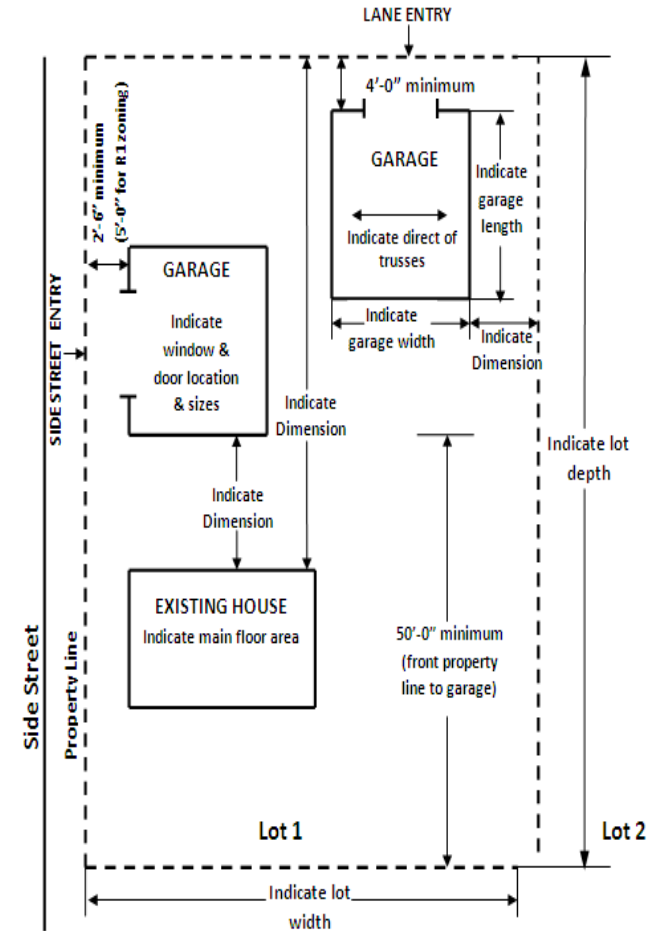 LANE ENTRY
4’-0” minimum
2’-6” minimum
(5’-0” for R1 zoning)
GARAGE
Indicate direct of
trusses
Indicate
garage
length
GARAGE
Indicate
window &
door location
& sizes
SIDE STREET ENTRY
Indicate
garage width
Indicate
Dimension
Indicate
Dimension
Indicate lot
depth
Indicate
Dimension
EXISTING HOUSE
Indicate main floor area
50’-0” minimum
(front property
line to garage)
Side Street
Property Line
Lot 1
Lot 2
Indicate lot
width